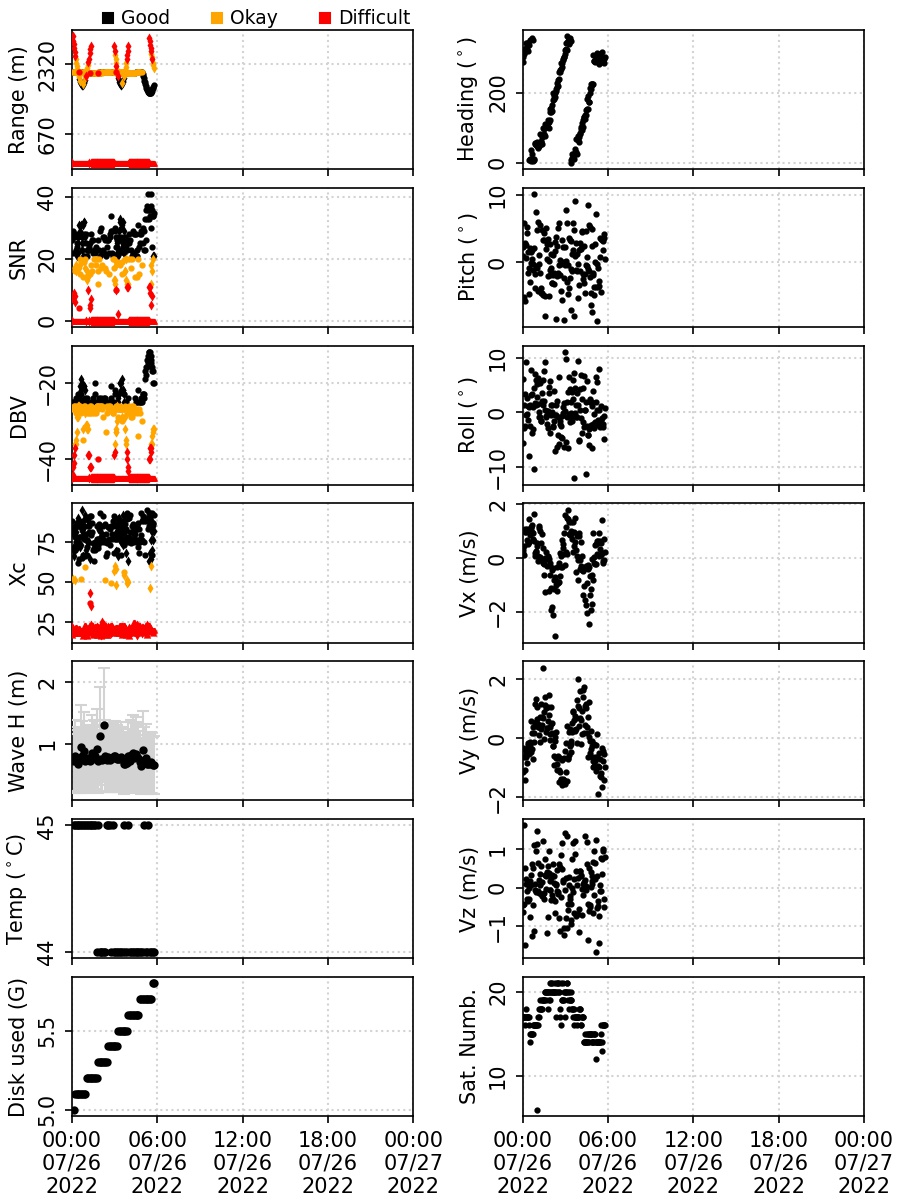 Good Okay Difficult
Range (m)
2320
670
Heading (°)
200
0
SNR
40
20
0
Pitch (°)
10
0
DBV
−20
−40
Roll (°)
10
0
−10
Xc
75
50
25
Vx (m/s)
2
0
−2
Wave H (m)
2
1
Vy (m/s)
2
0
−2
Temp (°C)
45
44
Vz (m/s)
1
0
−1
Disk used (G)
5.5
5.0
Sat. Numb.
20
10
00:00 06:00 12:00 18:00 00:00
07/26 07/26 07/26 07/26 07/27
2022 2022 2022 2022 2022
00:00 06:00 12:00 18:00 00:00
07/26 07/26 07/26 07/26 07/27
2022 2022 2022 2022 2022